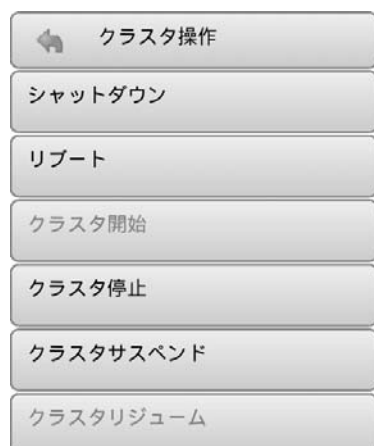 クラスタ操作
シャットダウン
リブート
クラスタ開始
クラスタ停止
クラスタサスペンド
クラスタリジューム